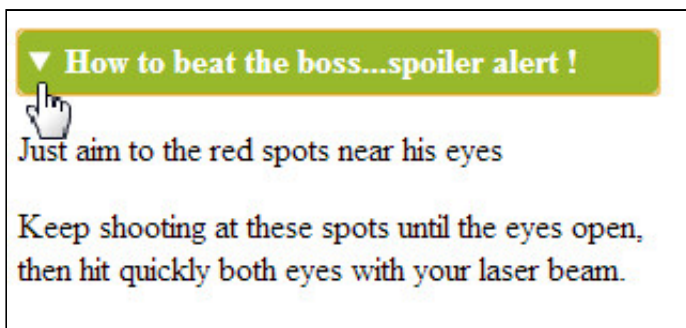 ▼ How to beat the boss...spoiler alert !
Just aim to the red spots near his eyes
Keep shooting at these spots until the eyes open,
then hit quickly both eyes with your laser beam.